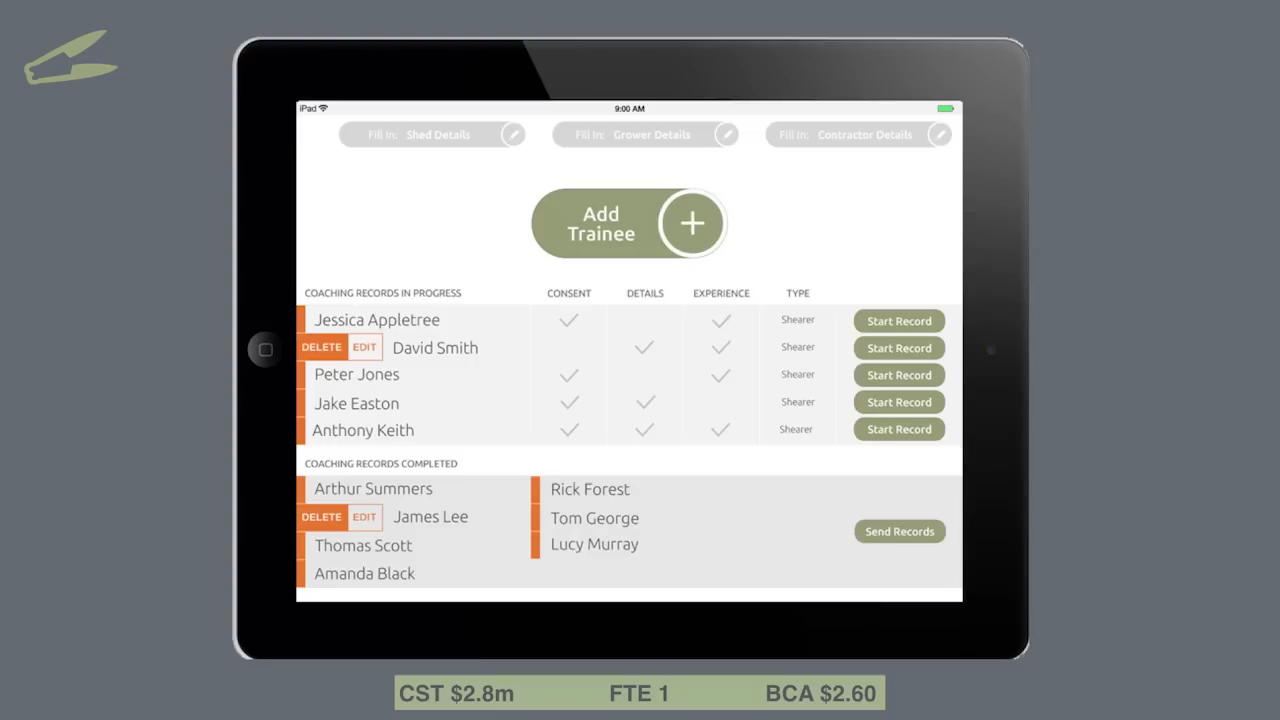 iPad 9:00 AM
Fill In: Shed Details Fill In: Grower Details Fill In: Contractor Details
Add
Trainee
COACHING RECORDS IN PROGRESS CONSENT DETAILS EXPERIENCE TYPE
Jessica Appletree Shearer Start Record
DELETE EDIT David Smith Shearer Start Record
Peter Jones Shearer Start Record
Jake Easton Shearer Start Record
Anthony Keith Shearer Start Record
COACHING RECORDS COMPLETED
Arthur Summers Rick Forest
DELETE EDIT James Lee Tom George
Send Records
Thomas Scott Lucy Murray
Amanda Black
CST $2.8m FTE 1 BCA $2.60